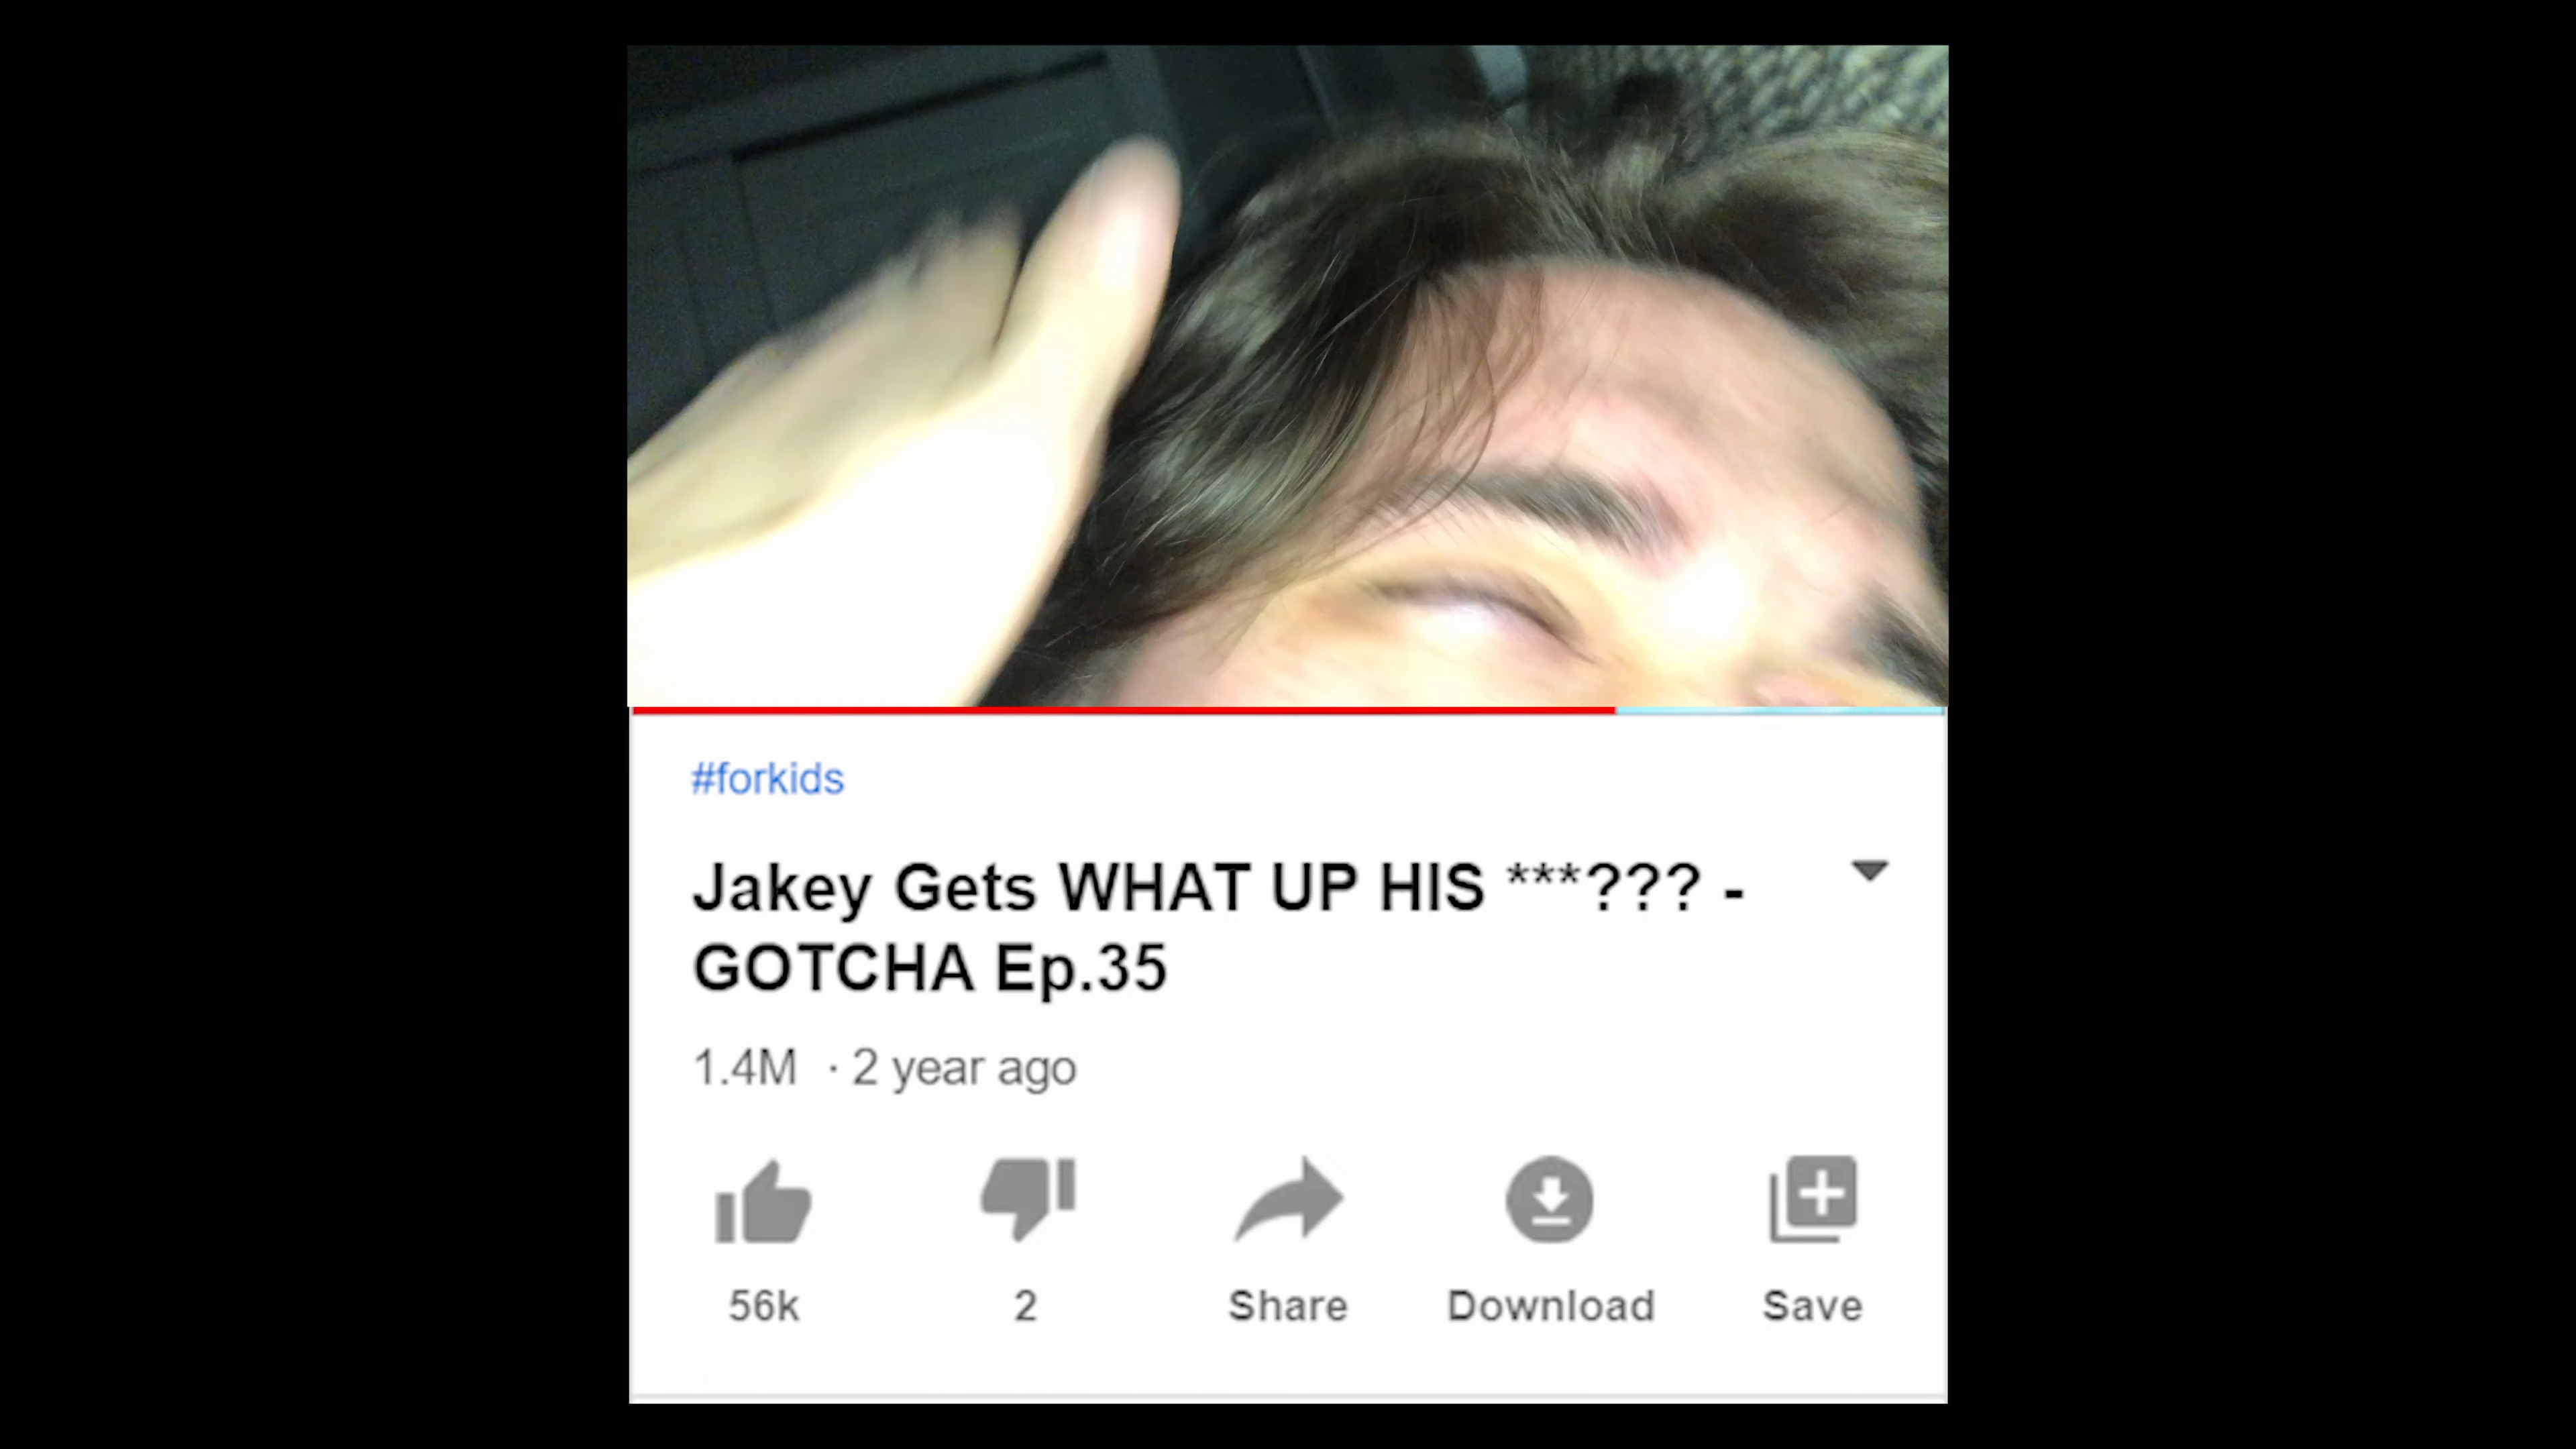 #forkids
Jakey Gets WHAT UP HIS ***??? -
GOTCHA Ep.35
1.4M · 2 year ago
56k
2
Share
Download
Save